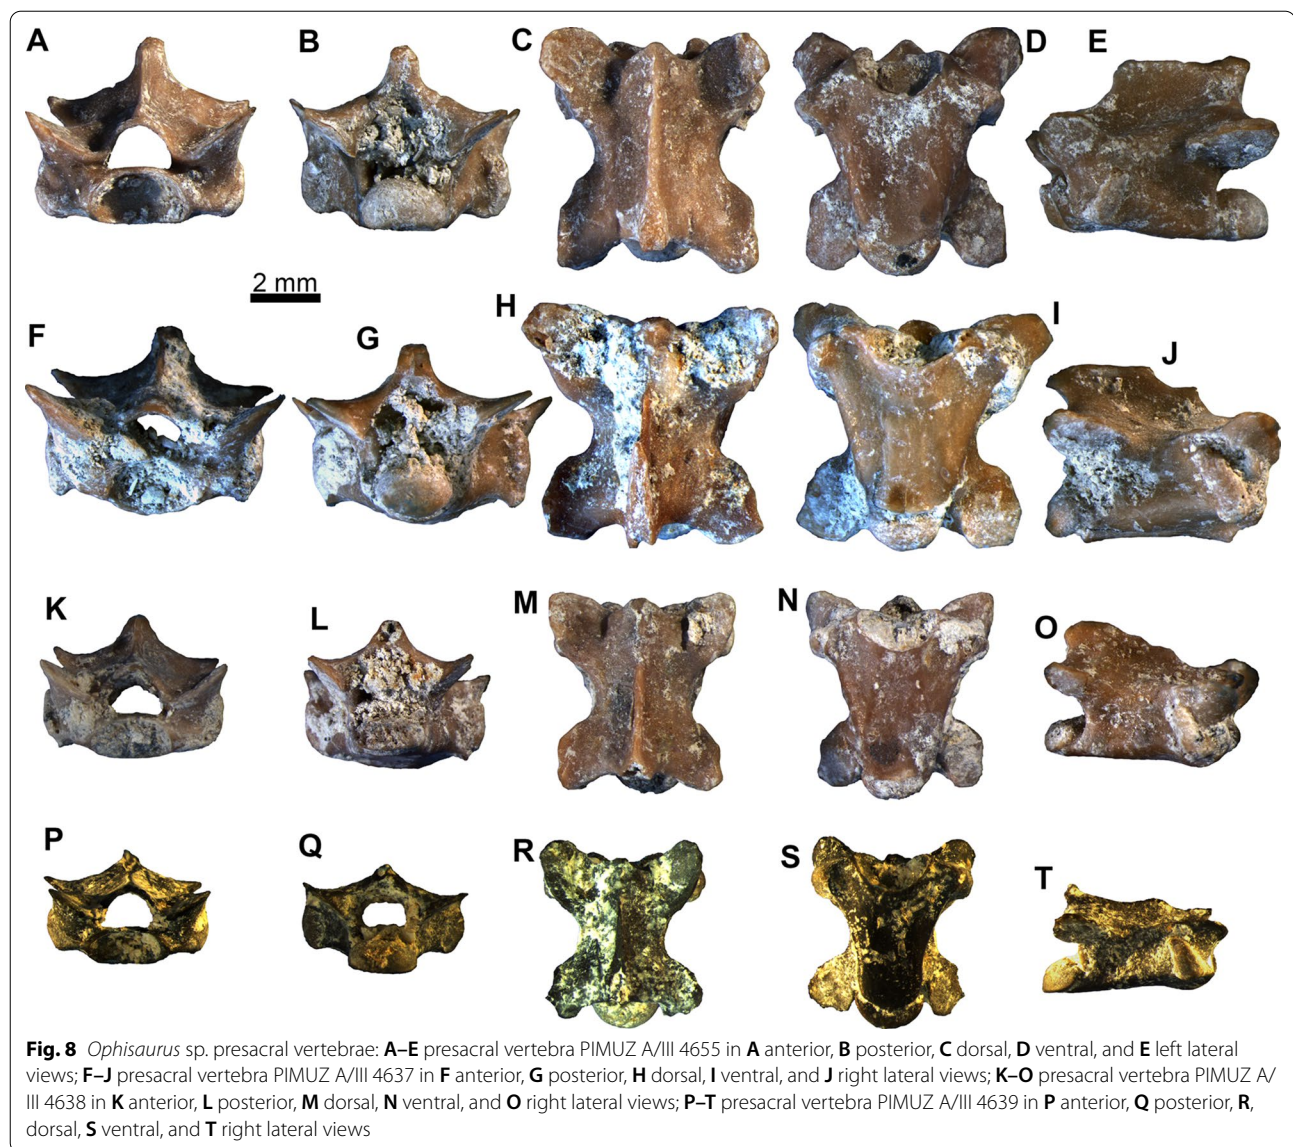 A B C D E
2 mm
F G H I J
K L M N O
P Q R S T
Fig. 8 Ophisaurus sp. presacral vertebrae: A–E presacral vertebra PIMUZ A/III 4655 in A anterior, B posterior, C dorsal, D ventral, and E left lateral
views; F–J presacral vertebra PIMUZ A/III 4637 in F anterior, G posterior, H dorsal, I ventral, and J right lateral views; K–O presacral vertebra PIMUZ A/
III 4638 in K anterior, L posterior, M dorsal, N ventral, and O right lateral views; P–T presacral vertebra PIMUZ A/III 4639 in P anterior, Q posterior, R,
dorsal, S ventral, and T right lateral views